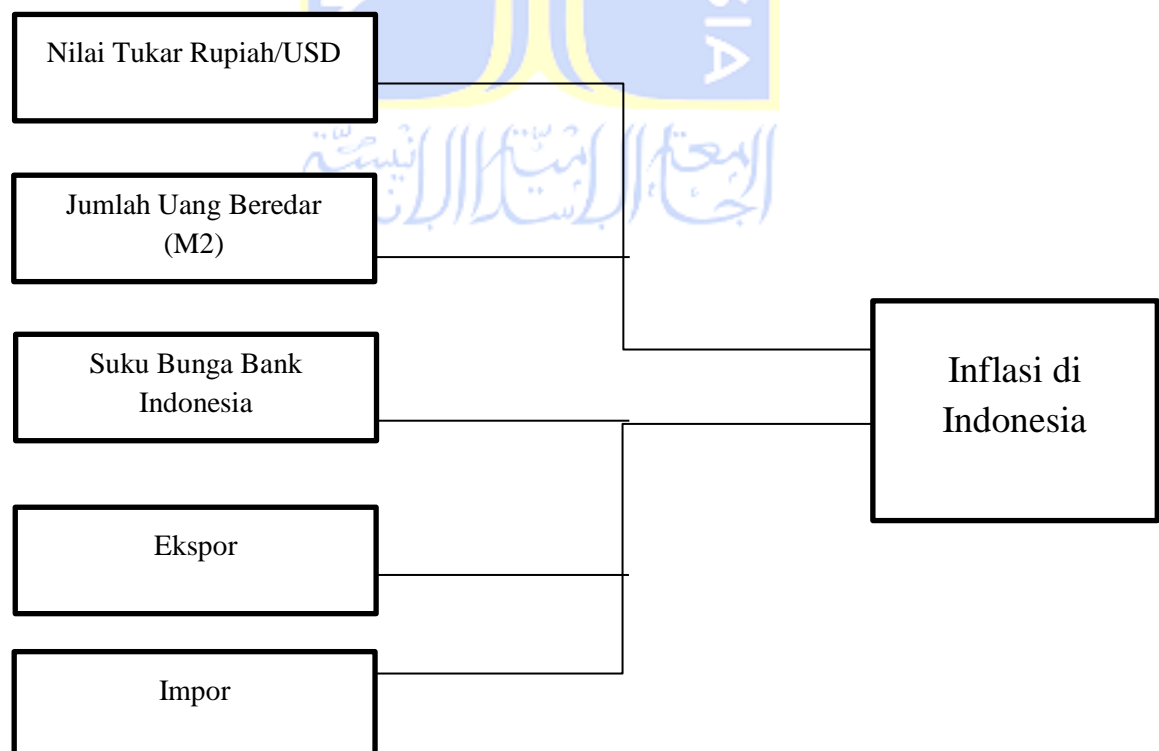 Nilai Tukar Rupiah/USD
Jumlah Uang Beredar
(M2)
Suku Bunga Bank
Indonesia
Ekspor
Impor
Inflasi di
Indonesia